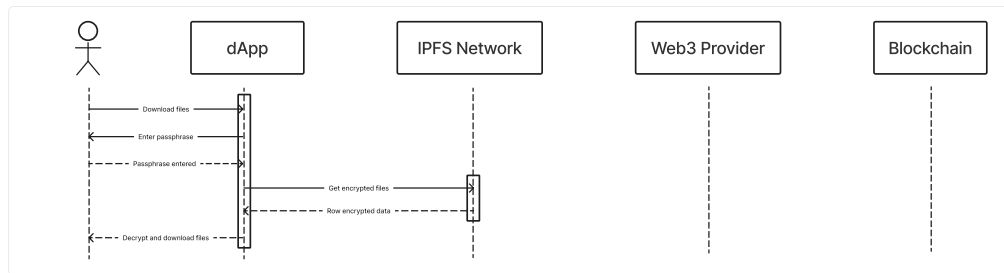 dApp
IPFS Network
Web3 Provider
Blockchain
Download files
Enter passphrase
Passphrase entered
Get encrypted files
Row encrypted data
Decrypt and download files